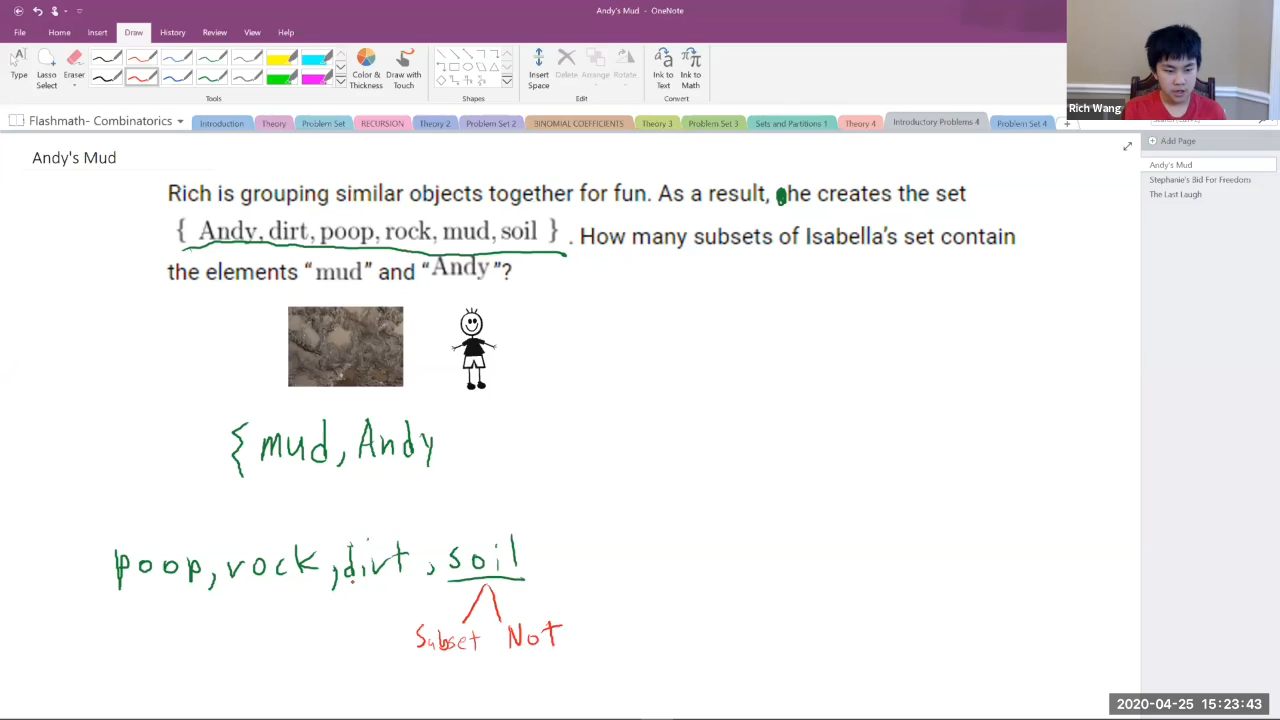 Andy's Mud - OneNote
File Home Insert Draw History Review View Help
Type Lasso Select Eraser Color & Thickness Draw with Touch Insert Space Delete Arrange Rotate Ink to Text Ink to Math
Tools Shapes Edit Convert
Rich Wang
Flashmath- Combinatorics Introduction Theory Problem Set RECURSION Theory 2 Problem Set 2 BINOMIAL COEFFICIENTS Theory 3 Problem Set 3 Sets and Partitions 1 Theory 4 Introductory Problems 4 Problem Set 4
Add Page
Andy's Mud
Stephanie's Bid For Freedom
The Last Laugh
Andy's Mud
Rich is grouping similar objects together for fun. As a result, he creates the set
{ Andy, dirt, poop, rock, mud, soil } . How many subsets of Isabella's set contain
the elements "mud" and "Andy"?
{ mud, Andy
poop, rock, dirt, soil
Subset Not
2020-04-25 15:23:43